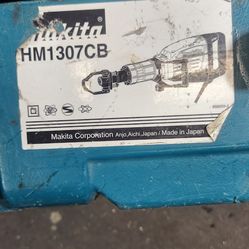 Makita
HM1307CB
Makita Corporation Anjo, Aichi, Japan / Made in Japan